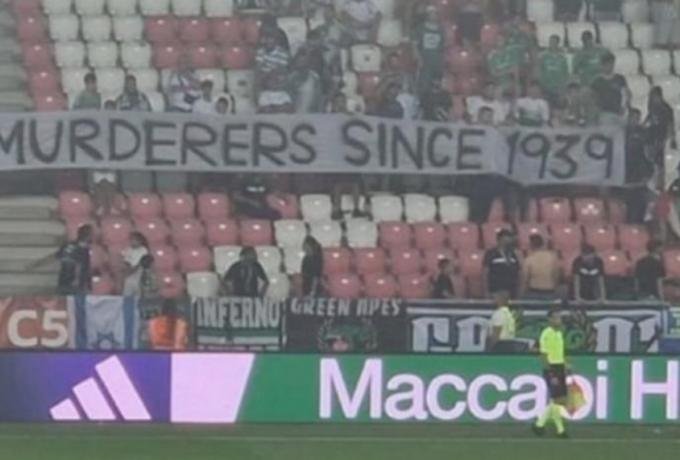 MURDERERS SINCE 1939
C5
INFERNO
GREEN APES
Maccabi H